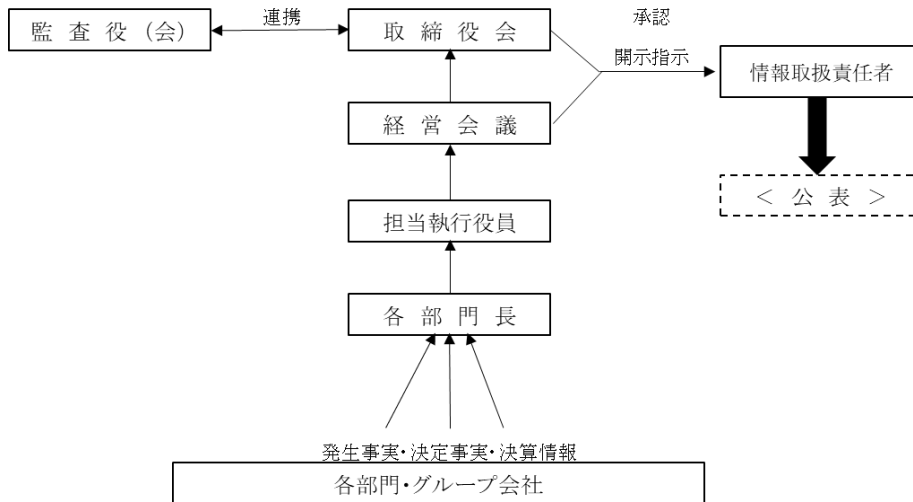 監 査 役 (会)
連携
取 締 役 会
承認
開示指示
情報取扱責任者
経 営 会 議
< 公 表 >
担当執行役員
各 部 門 長
発生事実・決定事実・決算情報
各部門・グループ会社